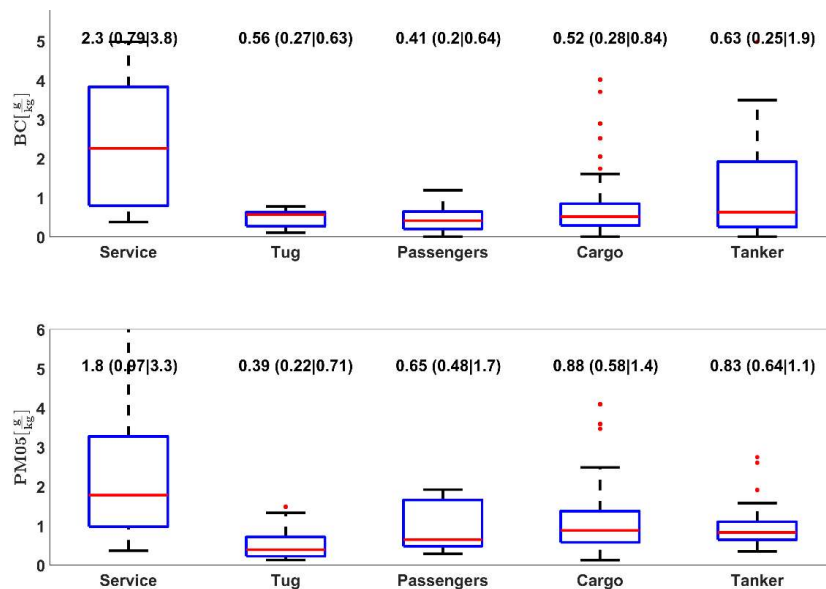 2.3 (0.79|3.8) 0.56 (0.27|0.63) 0.41 (0.2|0.64) 0.52 (0.28|0.84) 0.63 (0.25|1.9)
5
4
3
2
1
0
BC[g/kg]
Service Tug Passengers Cargo Tanker
6
1.8 (0.97|3.3) 0.39 (0.22|0.71) 0.65 (0.48|1.7) 0.88 (0.58|1.4) 0.83 (0.64|1.1)
5
4
3
2
1
0
PM05[g/kg]
Service Tug Passengers Cargo Tanker